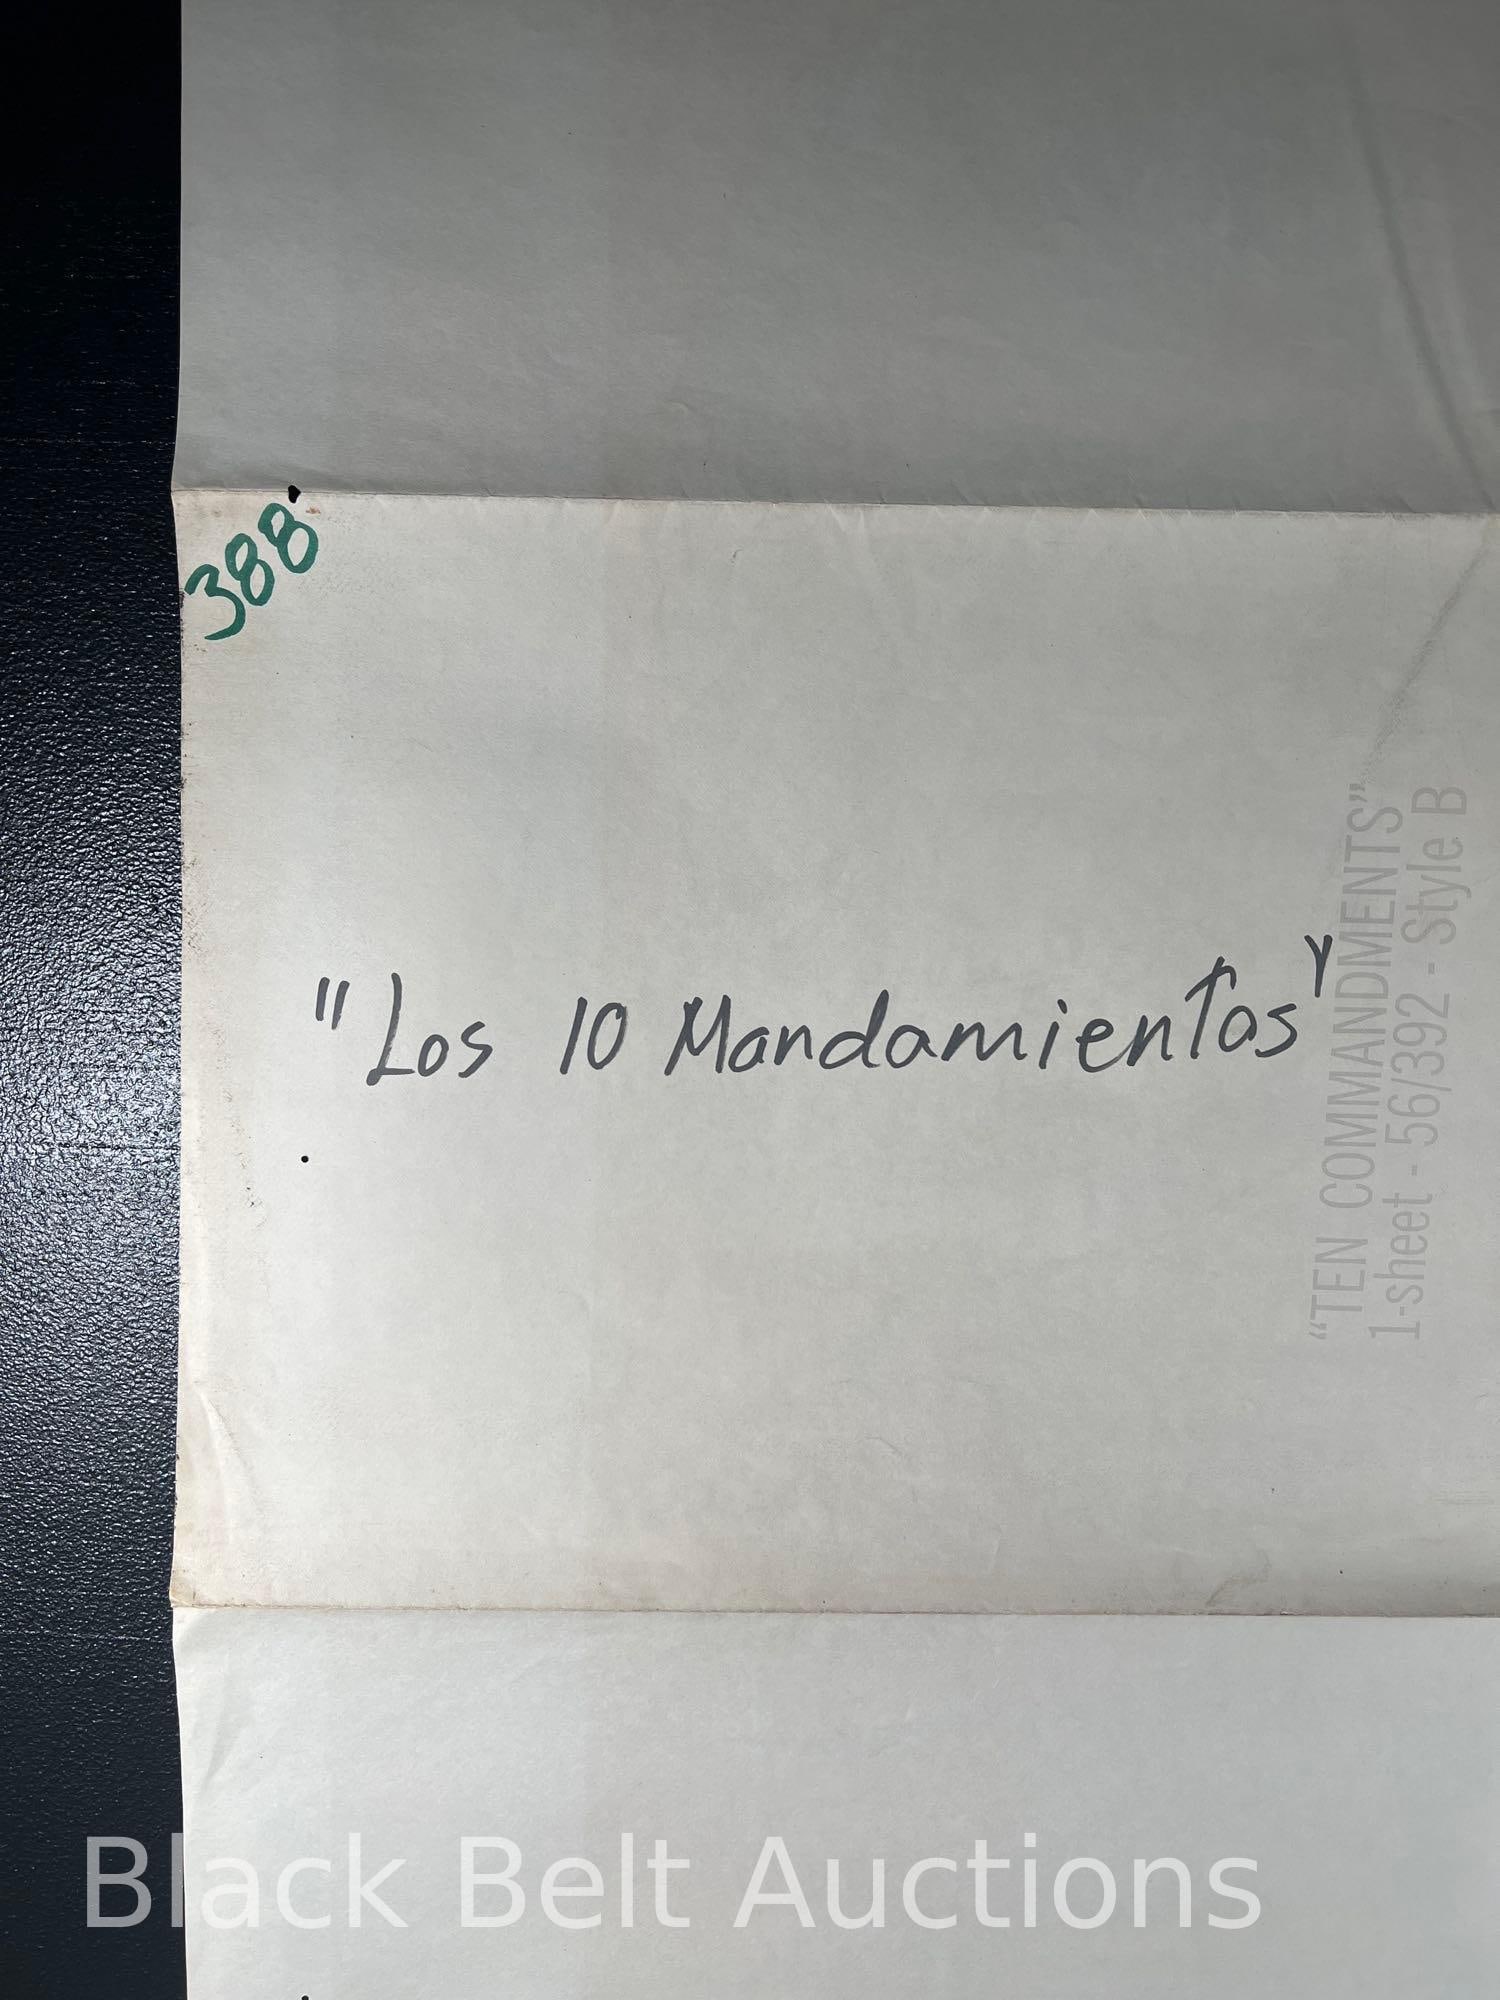 388
"Los 10 Mandamientos"
“TEN COMMANDMENTS”
1-sheet - 56/392 - Style B
Black Belt Auctions